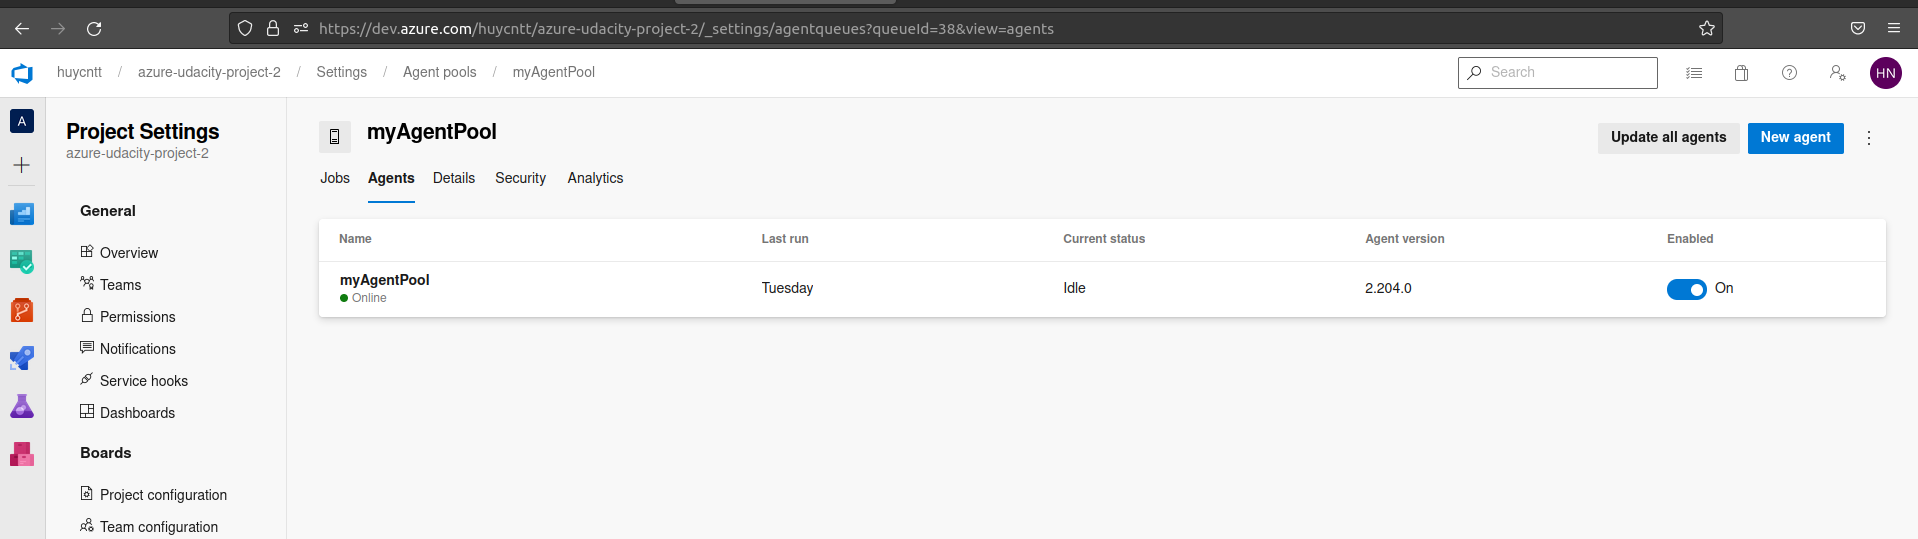 https://dev.azure.com/huycntt/azure-udacity-project-2/_settings/agentqueues?queueId=38&view=agents
huycntt / azure-udacity-project-2 / Settings / Agent pools / myAgentPool
Search
HN
A
Project Settings
azure-udacity-project-2
General
Overview
Teams
Permissions
Notifications
Service hooks
Dashboards
Boards
Project configuration
Team configuration
myAgentPool
Update all agents
New agent
Jobs Agents Details Security Analytics
Name Last run Current status Agent version Enabled
myAgentPool Tuesday Idle 2.204.0 On
Online